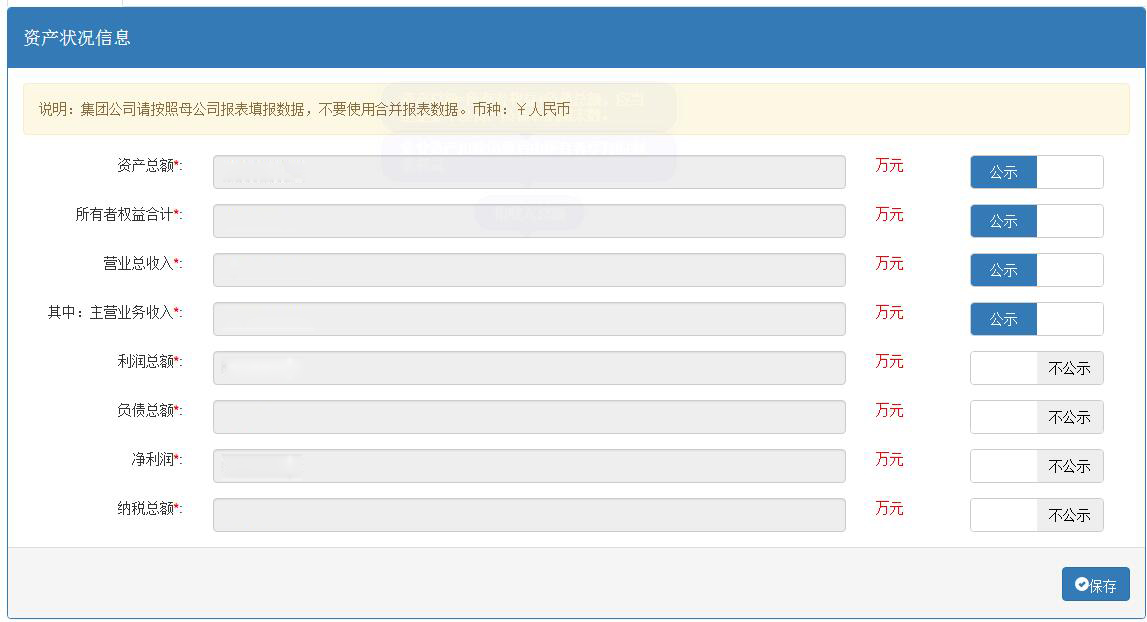 资产状况信息
说明：集团公司请按照母公司报表填报数据，不要使用合并报表数据。币种：￥人民币
资产总额*: 万元 公示
所有者权益合计*: 万元 公示
营业总收入*: 万元 公示
其中：主营业务收入*: 万元 公示
利润总额*: 万元 不公示
负债总额*: 万元 不公示
净利润*: 万元 不公示
纳税总额*: 万元 不公示
保存